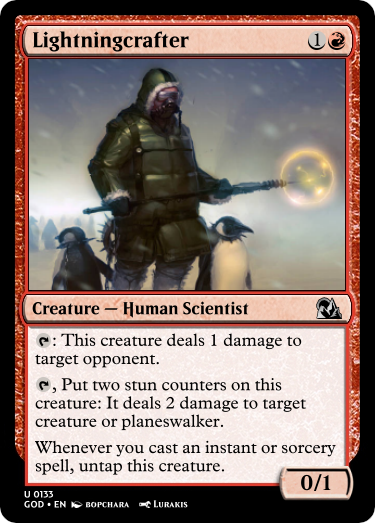 Lightningcrafter 1
Creature — Human Scientist
: This creature deals 1 damage to
target opponent.
, Put two stun counters on this
creature: It deals 2 damage to target
creature or planeswalker.
Whenever you cast an instant or sorcery
spell, untap this creature.
0/1
U 0133
GOD • EN BOPCHARA LURAKIS